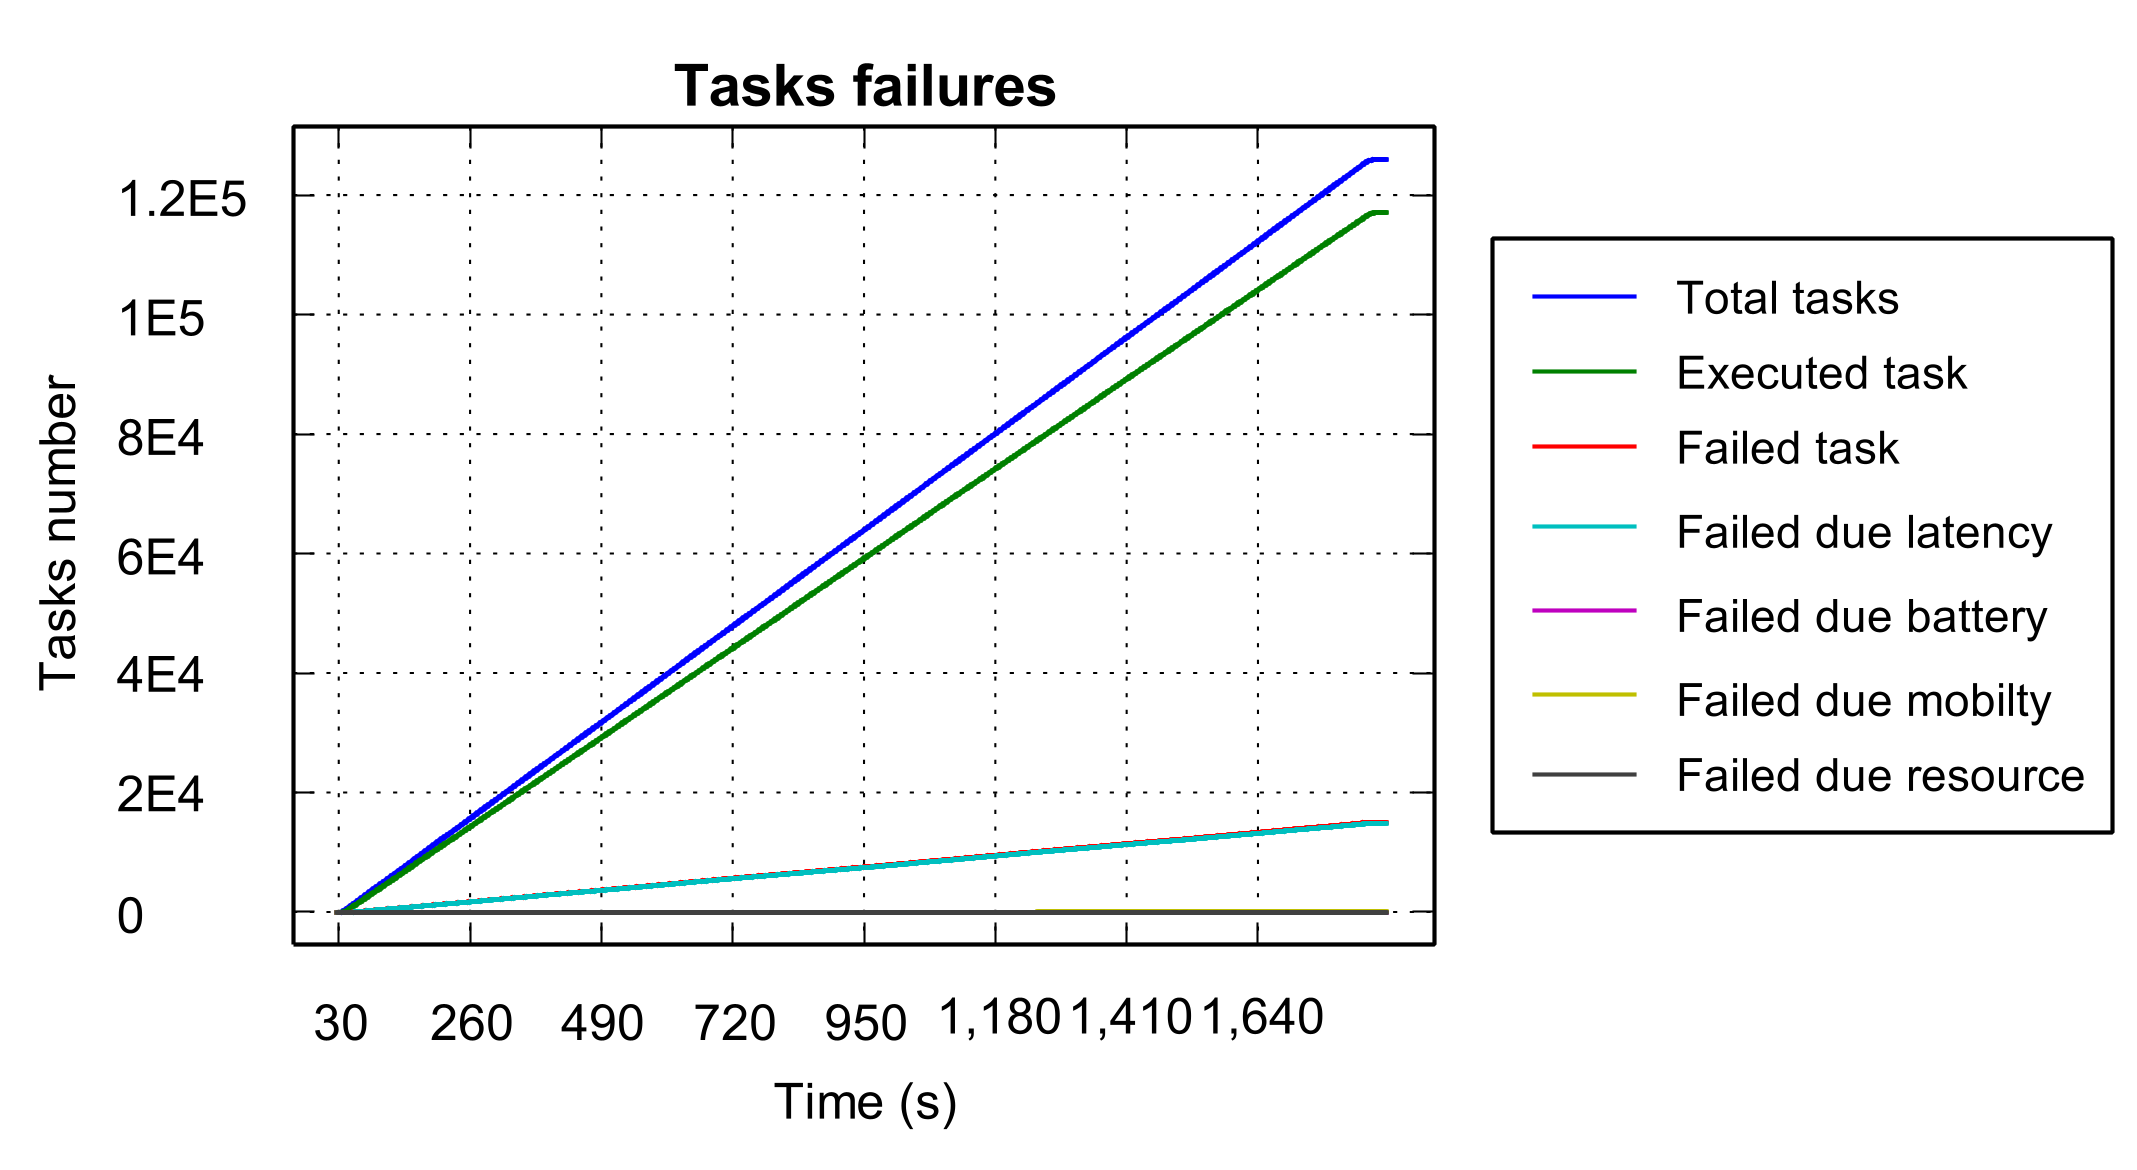 Tasks failures
Tasks number
1.2E5
1E5
8E4
6E4
4E4
2E4
0
30 260 490 720 950 1,180 1,410 1,640
Time (s)
Total tasks
Executed task
Failed task
Failed due latency
Failed due battery
Failed due mobilty
Failed due resource